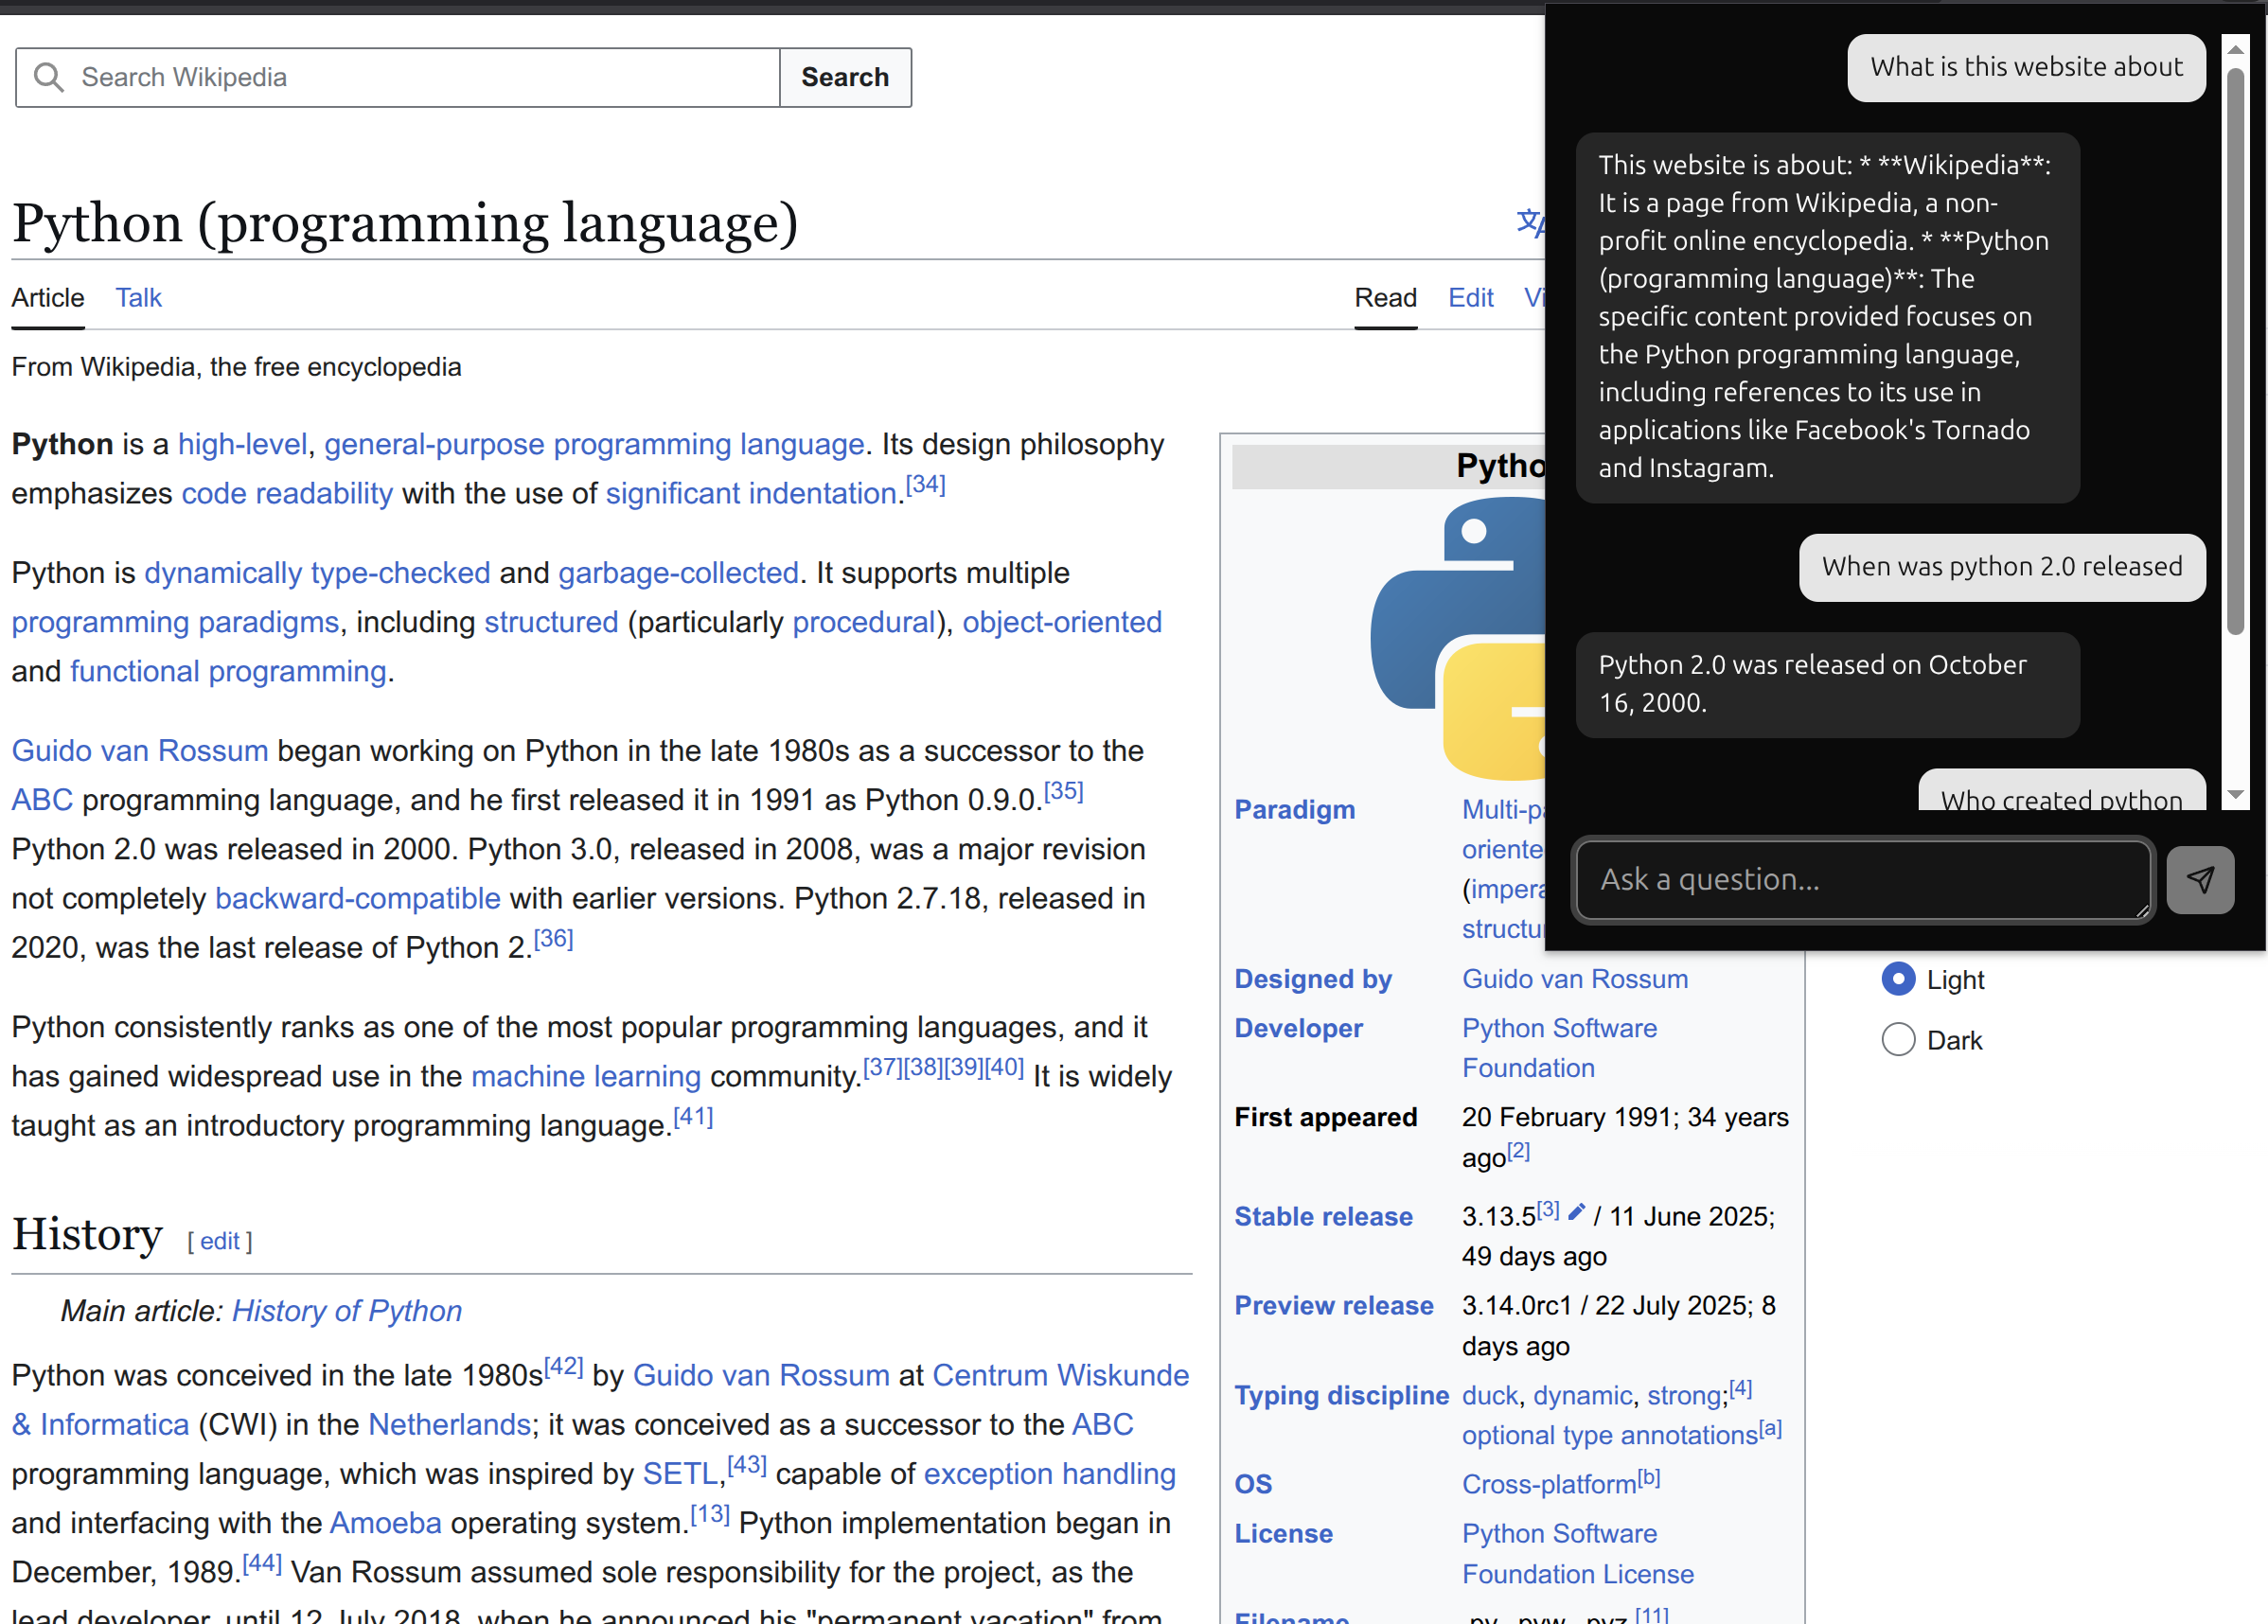 Search Wikipedia
Search
Python (programming language)
Article
Talk
Read
Edit
From Wikipedia, the free encyclopedia
Python is a high-level, general-purpose programming language. Its design philosophy
emphasizes code readability with the use of significant indentation.[34]
Python is dynamically type-checked and garbage-collected. It supports multiple
programming paradigms, including structured (particularly procedural), object-oriented
and functional programming.
Guido van Rossum began working on Python in the late 1980s as a successor to the
ABC programming language, and he first released it in 1991 as Python 0.9.0.[35]
Python 2.0 was released in 2000. Python 3.0, released in 2008, was a major revision
not completely backward-compatible with earlier versions. Python 2.7.18, released in
2020, was the last release of Python 2.[36]
Python consistently ranks as one of the most popular programming languages, and it
has gained widespread use in the machine learning community.[37][38][39][40] It is widely
taught as an introductory programming language.[41]
History [ edit ]
Main article: History of Python
Python was conceived in the late 1980s[42] by Guido van Rossum at Centrum Wiskunde
& Informatica (CWI) in the Netherlands; it was conceived as a successor to the ABC
programming language, which was inspired by SETL,[43] capable of exception handling
and interfacing with the Amoeba operating system.[13] Python implementation began in
December, 1989.[44] Van Rossum assumed sole responsibility for the project, as the
lead developer, until 12 July 2018, when he announced his "permanent vacation" from
Pytho
Paradigm
Multi-pa
oriente
(impera
structu
Designed by
Guido van Rossum
Developer
Python Software
Foundation
First appeared
20 February 1991; 34 years
ago[2]
Stable release
3.13.5[3] / 11 June 2025;
49 days ago
Preview release
3.14.0rc1 / 22 July 2025; 8
days ago
Typing discipline
duck, dynamic, strong;[4]
optional type annotations[a]
OS
Cross-platform[b]
License
Python Software
Foundation License
Filename
.py, .pyw, .pyz,[11]
What is this website about
This website is about: * **Wikipedia**:
It is a page from Wikipedia, a non-
profit online encyclopedia. * **Python
(programming language)**: The
specific content provided focuses on
the Python programming language,
including references to its use in
applications like Facebook's Tornado
and Instagram.
When was python 2.0 released
Python 2.0 was released on October
16, 2000.
Who created python
Ask a question...
Light
Dark